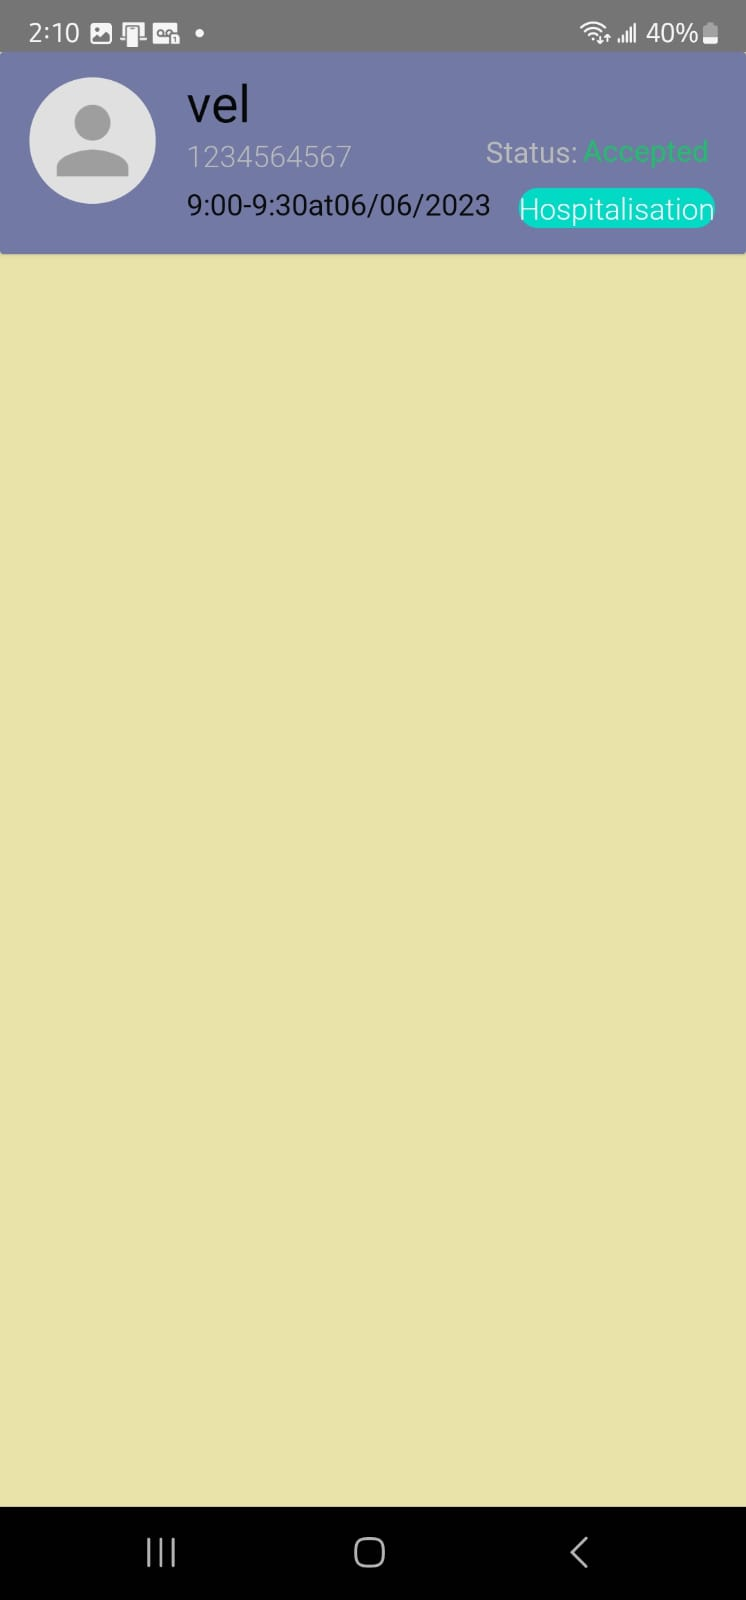 2:10 40%
vel
1234564567
Status: Accepted
9:00-9:30at06/06/2023
Hospitalisation